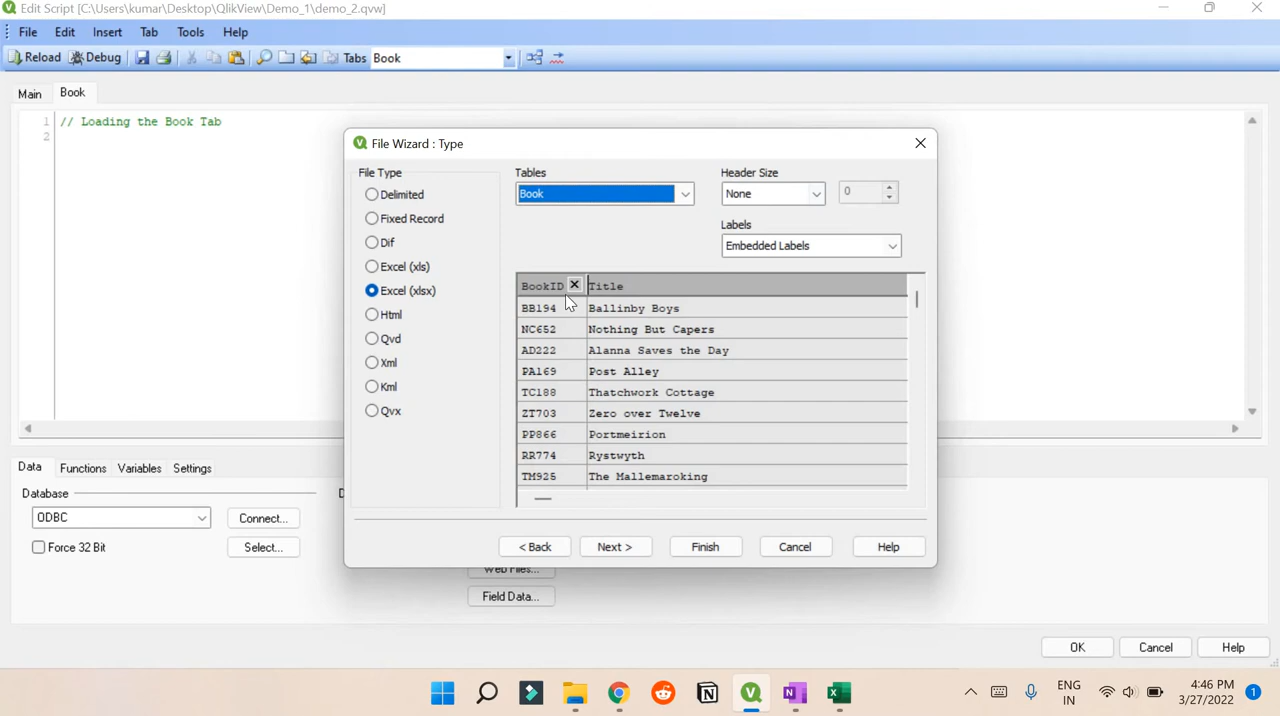 Edit Script [C:\Users\kumar\Desktop\QlikView\Demo_1\demo_2.qvw]
File Edit Insert Tab Tools Help
Reload Debug Tabs Book
Main Book
1 // Loading the Book Tab
2
File Wizard : Type
File Type
Delimited
Fixed Record
Dif
Excel (xls)
Excel (xlsx)
Html
Qvd
Xml
Kml
Qvx
Tables
Book
Header Size
None 0
Labels
Embedded Labels
BookID Title
BB194 Ballinby Boys
NC652 Nothing But Capers
AD222 Alanna Saves the Day
PA169 Post Alley
TC188 Thatchwork Cottage
ZT703 Zero over Twelve
PP866 Portmeirion
RR774 Rystwyth
TM925 The Mallemaroking
< Back Next > Finish Cancel Help
Data Functions Variables Settings
Database
ODBC Connect...
Force 32 Bit Select...
Web Files...
Field Data...
OK Cancel Help
ENG
IN
4:46 PM
3/27/2022
1